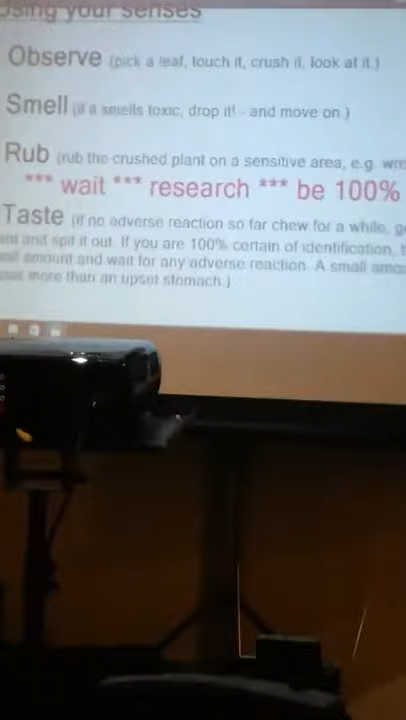 Using your senses
Observe (pick a leaf, touch it, crush it, look at it.)
Smell (if it smells toxic, drop it! - and move on.)
Rub (rub the crushed plant on a sensitive area, e.g.
*** wait *** research *** be 100%
Taste (if no adverse reaction so far chew for a while,
and spit it out. If you are 100% certain of identification,
amount and wait for any adverse reaction. A small
more than an upset stomach.)